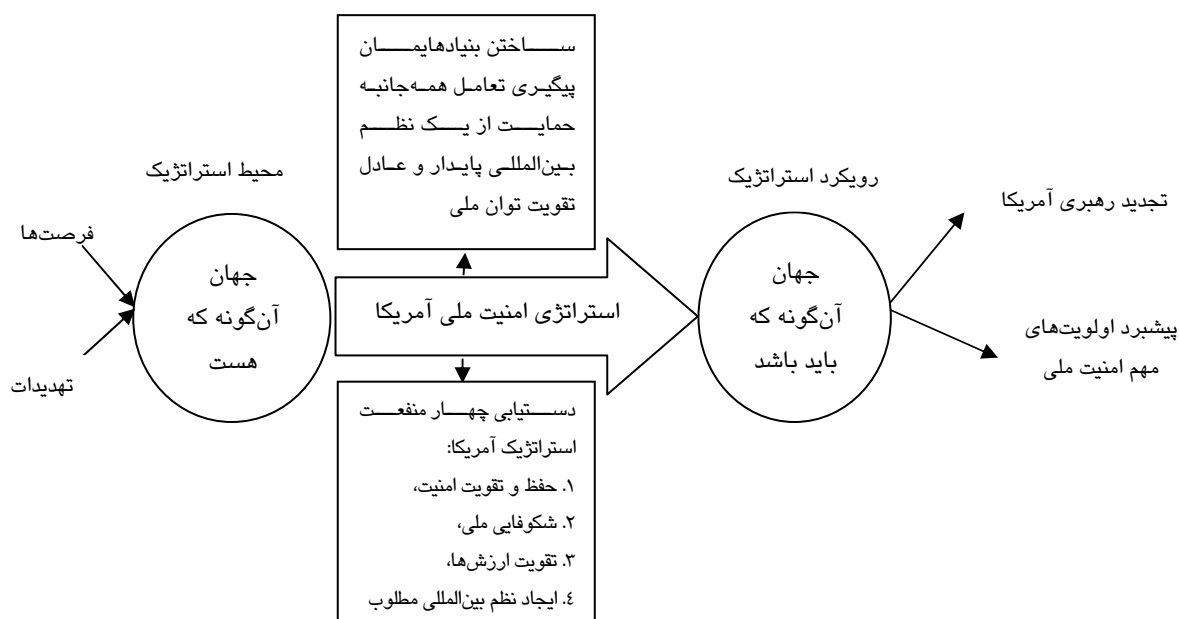 ساختن بنیادهایمان
پیگیری تعامل همه‌جانبه
حمایت از یک نظم
بین‌المللی پایدار و عادل
تقویت توان ملی
محیط استراتژیک
فرصت‌ها
تهدیدات
جهان
آن‌گونه که
هست
استراتژی امنیت ملی آمریکا
دستیابی چهار منفعت
استراتژیک آمریکا:
۱. حفظ و تقویت امنیت،
۲. شکوفایی ملی،
۳. تقویت ارزش‌ها،
٤. ایجاد نظم بین‌المللی مطلوب
رویکرد استراتژیک
جهان
آن‌گونه که
باید باشد
تجدید رهبری آمریکا
پیشبرد اولویت‌های
مهم امنیت ملی